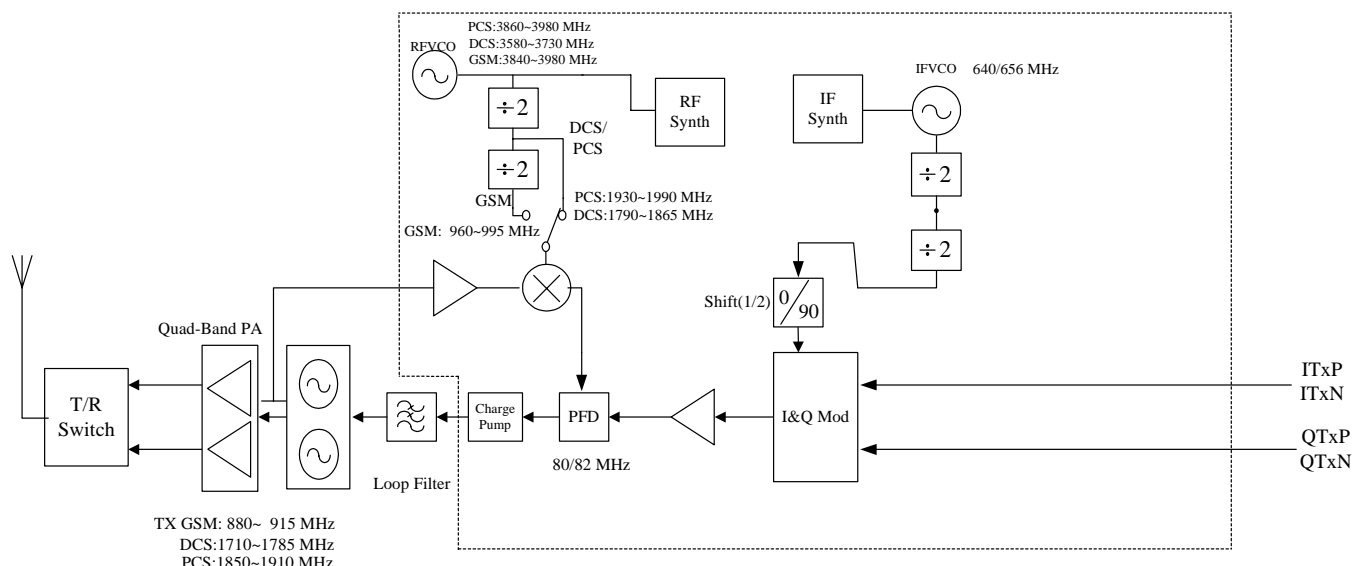 PCS:3860~3980 MHz
RFVCO
DCS:3580~3730 MHz
GSM:3840~3980 MHz
IFVCO 640/656 MHz
÷2
RF
Synth
IF
Synth
DCS/
PCS
÷2
÷2
GSM
PCS:1930~1990 MHz
DCS:1790~1865 MHz
GSM: 960~995 MHz
÷2
Shift(1/2)
0
90
Quad-Band PA
T/R
Switch
Charge
Pump
PFD
I&Q Mod
ITxP
ITxN
QTxP
QTxN
80/82 MHz
Loop Filter
TX GSM: 880~ 915 MHz
DCS:1710~1785 MHz
PCS:1850~1910 MHz